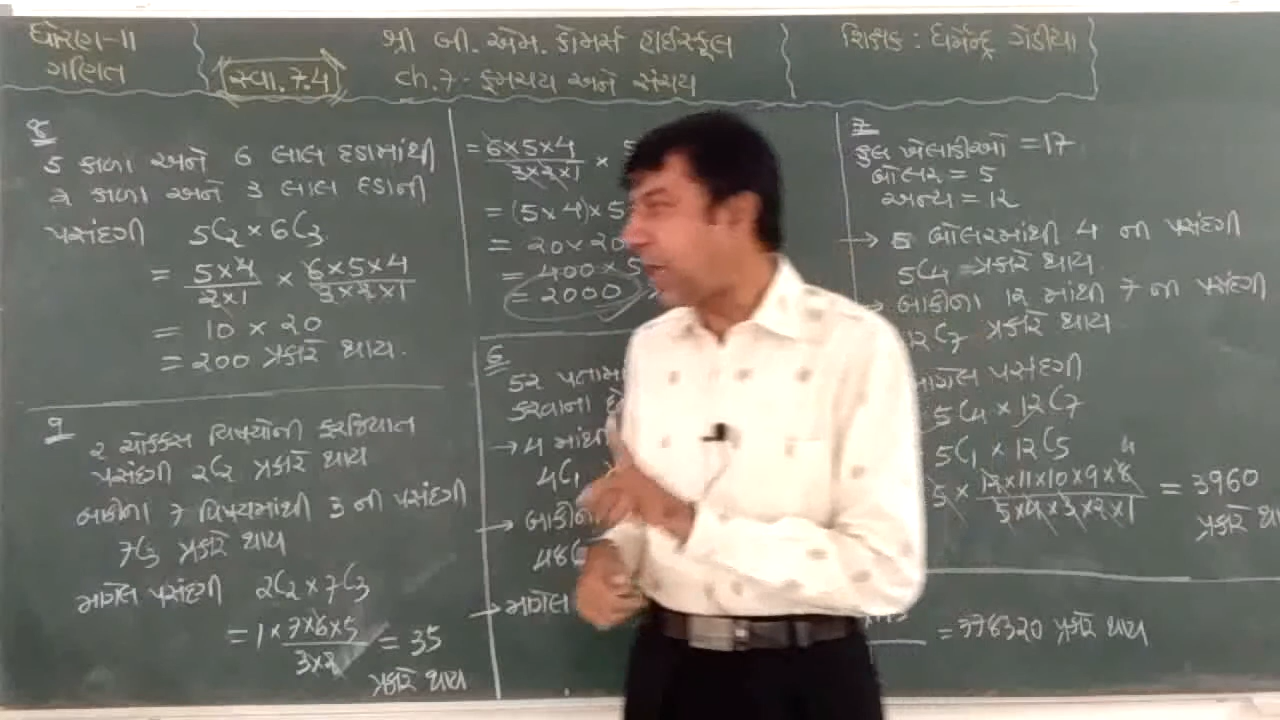 ધોરણ-11
ગણિત
સ્વા. 7.4
શ્રી બી. એમ. કોમર્સ હાઈસ્કૂલ
ch.7 - ક્રમચય અને સંચય
શિક્ષક : ધર્મેન્દ્ર ગેડીયા
8
5 કાળા અને 6 લાલ દડામાંથી
2 કાળા અને 3 લાલ દડાની
પસંદગી 5C2 × 6C3
= 5×4 / 2×1 × 6×5×4 / 3×2×1
= 10 × 20
= 200 પ્રકારે થાય.
9
2 ચોક્કસ વિષયોની ફરજિયાત
પસંદગી 2C2 પ્રકારે થાય
બાકીના 7 વિષયમાંથી 3 ની પસંદગી
7C3 પ્રકારે થાય
માગેલ પસંદગી 2C2 × 7C3
= 1 × 7×6×5 / 3×2 = 35
પ્રકારે થાય
= 6×5×4 / 3×2×1 ×
= (5×4)×5
= 20×20
= 400×5
= 2000
6
52
કરવાના
→ 4 માંથી
4C1
→ બાકીના
48C
→ માગેલ
7
કુલ ખેલાડીઓ = 17
બોલર = 5
અન્ય = 12
→ 5 બોલરમાંથી 4 ની પસંદગી
5C4 પ્રકારે થાય.
→ બાકીના 12 માંથી 7 ની પસંદગી
12C7 પ્રકારે થાય
માગેલ પસંદગી
5C4 × 12C7
5C1 × 12C5
5 × 12×11×10×9×8 / 5×4×3×2×1 = 3960
પ્રકારે
= 778320 પ્રકારે થાય